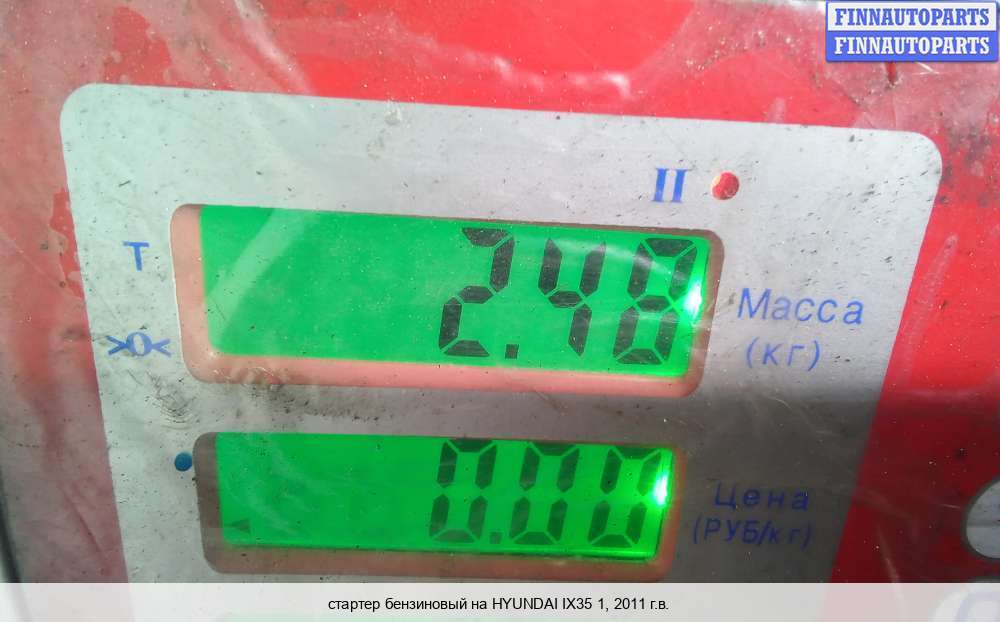 FINNAUTOPARTS
FINNAUTOPARTS
II
T
2.48
Масса
(кг)
>0<
0.00
Цена
(РУБ/кг)
стартер бензиновый на HYUNDAI IX35 1, 2011 г.в.